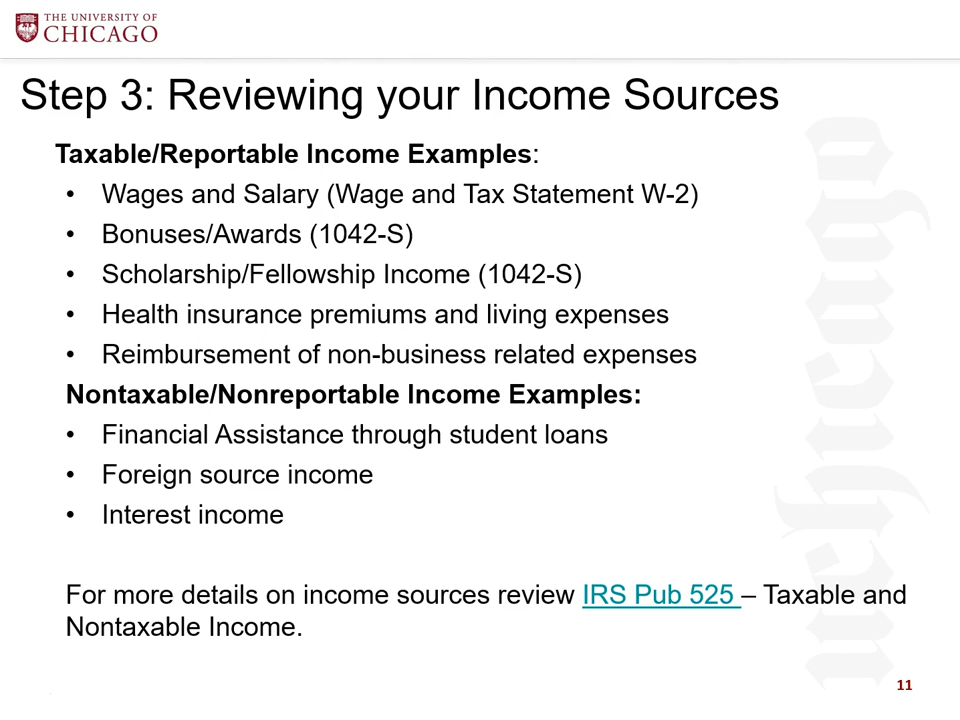 THE UNIVERSITY OF
CHICAGO
Step 3: Reviewing your Income Sources
Taxable/Reportable Income Examples:
• Wages and Salary (Wage and Tax Statement W-2)
• Bonuses/Awards (1042-S)
• Scholarship/Fellowship Income (1042-S)
• Health insurance premiums and living expenses
• Reimbursement of non-business related expenses
Nontaxable/Nonreportable Income Examples:
• Financial Assistance through student loans
• Foreign source income
• Interest income
For more details on income sources review IRS Pub 525 – Taxable and
Nontaxable Income.
uchicago
11